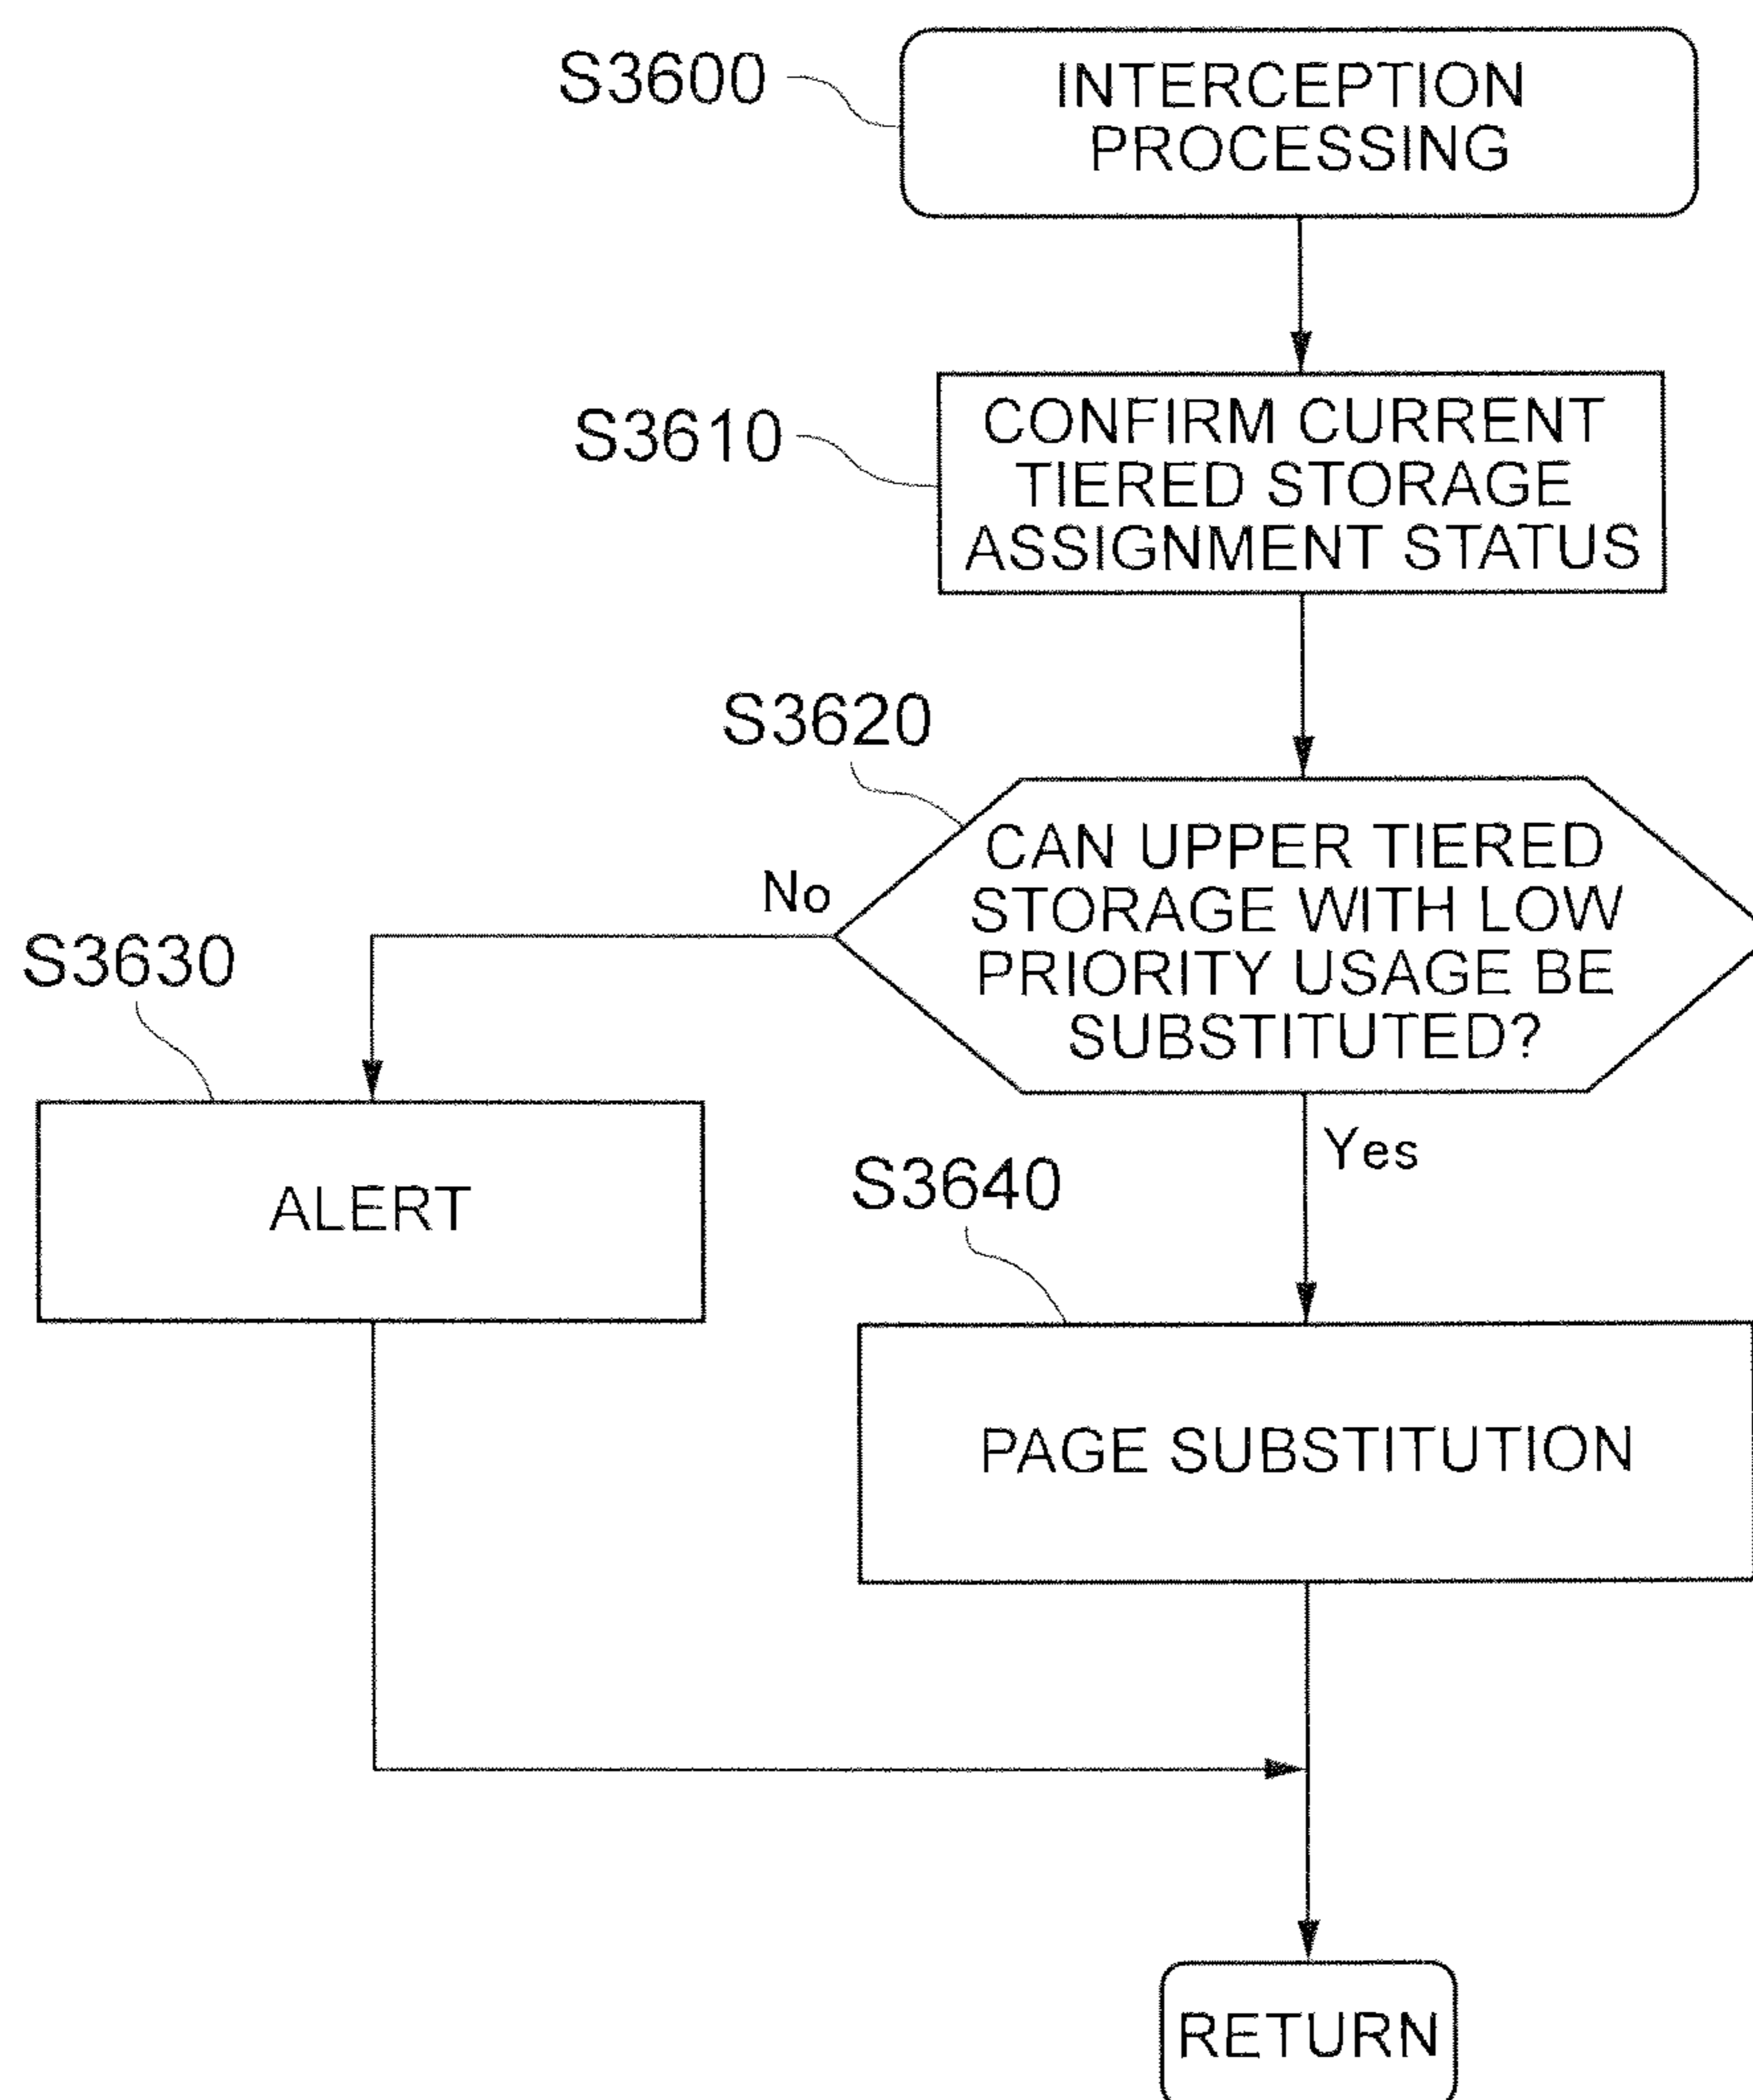 S3600
INTERCEPTION
PROCESSING
S3610
CONFIRM CURRENT
TIERED STORAGE
ASSIGNMENT STATUS
S3620
CAN UPPER TIERED
STORAGE WITH LOW
PRIORITY USAGE BE
SUBSTITUTED?
No
Yes
S3630
ALERT
S3640
PAGE SUBSTITUTION
RETURN